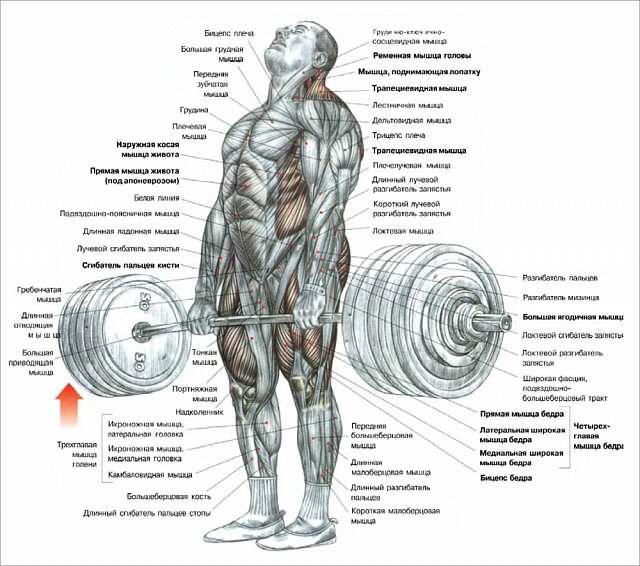 Бицепс плеча
Большая грудная
мышца
Передняя
зубчатая
мышца
Грудина
Плечевая
мышца
Наружная косая
мышца живота
Прямая мышца живота
(под апоневрозом)
Белая линия
Подвздошно-поясничная мышца
Длинная ладонная мышца
Лучевой сгибатель запястья
Сгибатель пальцев кисти
Гребенчатая
мышца
Длинная
отводящая
мышца
Большая
приводящая
мышца
Тонкая
мышца
Портняжная
мышца
Надколенник
Икроножная мышца,
латеральная головка
Икроножная мышца,
медиальная головка
Камбаловидная мышца
Трехглавая
мышца
голени
Большеберцовая кость
Длинный сгибатель пальцев стопы
сосцевидная мышца
Ременная мышца головы
Мышца, поднимающая лопатку
Трапециевидная мышца
Лестничная мышца
Дельтовидная мышца
Трицепс плеча
Трапециевидная мышца
Плечелучевая мышца
Длинный лучевой
разгибатель запястья
Короткий лучевой
разгибатель запястья
Локтевая мышца
Разгибатель пальцев
Разгибатель мизинца
Большая ягодичная мышц
Локтевой сгибатель запястья
Локтевой разгибатель
запястья
Широкая фасция,
подвздошно-
большеберцовый тракт
Прямая мышца бедра
Латеральная широкая
мышца бедра
Медиальная широкая
мышца бедра
Бицепс бедра
Четырех-
главая
мышца бедра
Передняя
большеберцовая
мышца
Длинная
малоберцовая мышца
Длинный разгибатель
пальцев
Короткая малоберцовая
мышца
50
50